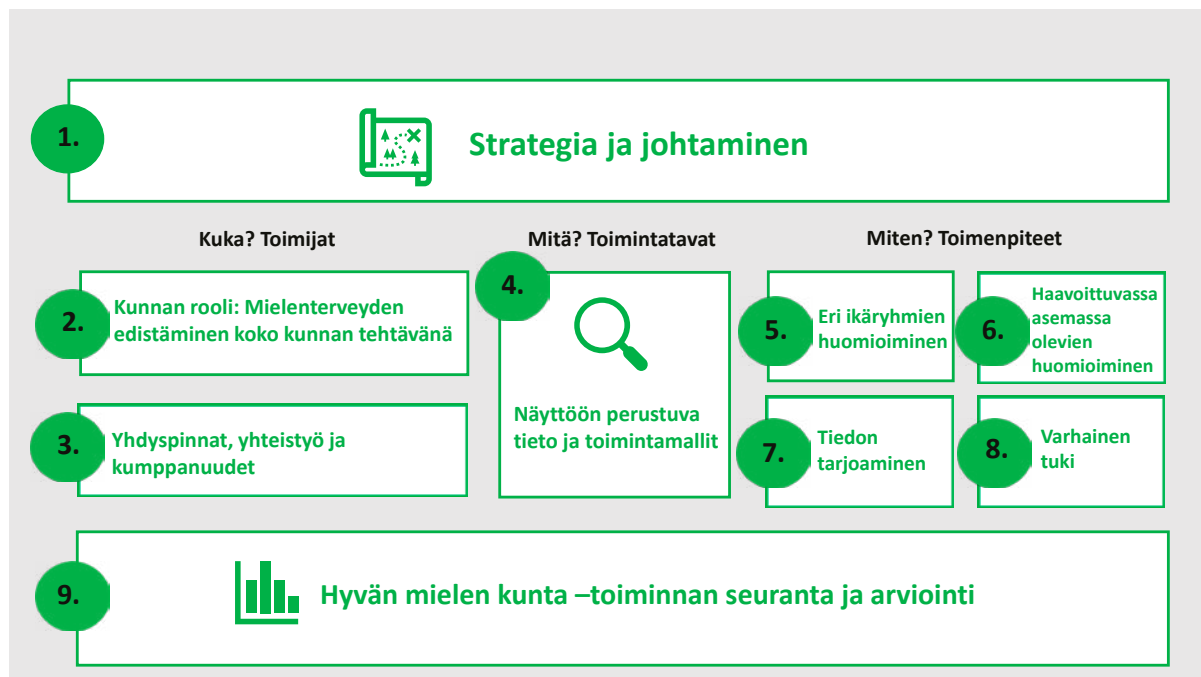 1.
Strategia ja johtaminen
Kuka? Toimijat
Mitä? Toimintatavat
Miten? Toimenpiteet
2.
Kunnan rooli: Mielenterveyden
edistäminen koko kunnan tehtävänä
3.
Yhdyspinnat, yhteistyö ja
kumppanuudet
4.
Näyttöön perustuva
tieto ja toimintamallit
5.
Eri ikäryhmien
huomioiminen
6.
Haavoittuvassa
asemassa
olevien
huomioiminen
7.
Tiedon
tarjoaminen
8.
Varhainen
tuki
9.
Hyvän mielen kunta –toiminnan seuranta ja arviointi